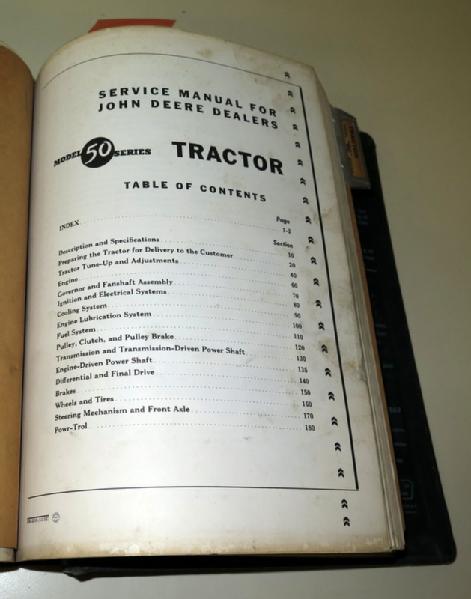 SERVICE MANUAL FOR
JOHN DEERE DEALERS
MODEL 50 SERIES TRACTOR
TABLE OF CONTENTS
Page
INDEX 1-5
Section
Description and Specifications 10
Preparing the Tractor for Delivery to the Customer 20
Tractor Tune-Up and Adjustments 40
Engine 60
Governor and Fanshaft Assembly 70
Ignition and Electrical Systems 80
Cooling System 90
Engine Lubrication System 100
Fuel System 110
Pulley, Clutch, and Pulley Brake 120
Transmission and Transmission-Driven Power Shaft 130
Engine-Driven Power Shaft 135
Differential and Final Drive 140
Brakes 150
Wheels and Tires 160
Steering Mechanism and Front Axle 170
Powr-Trol 180